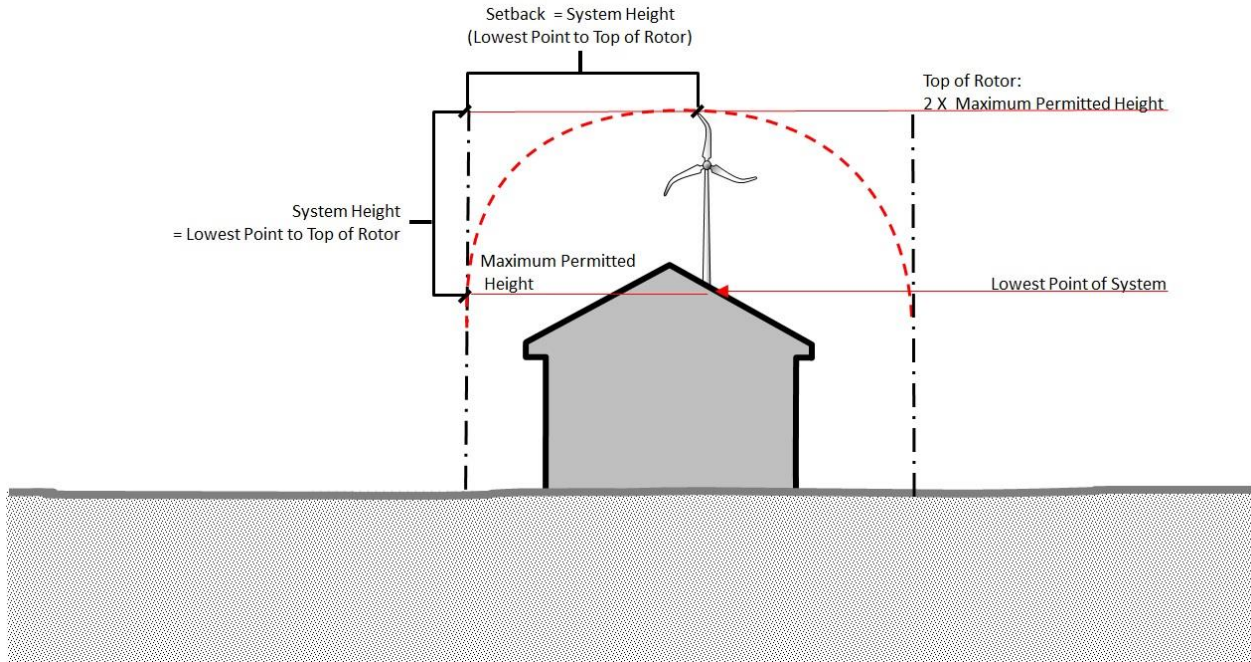 Setback = System Height
(Lowest Point to Top of Rotor)
Top of Rotor:
2 X Maximum Permitted Height
System Height
= Lowest Point to Top of Rotor
Maximum Permitted
Height
Lowest Point of System